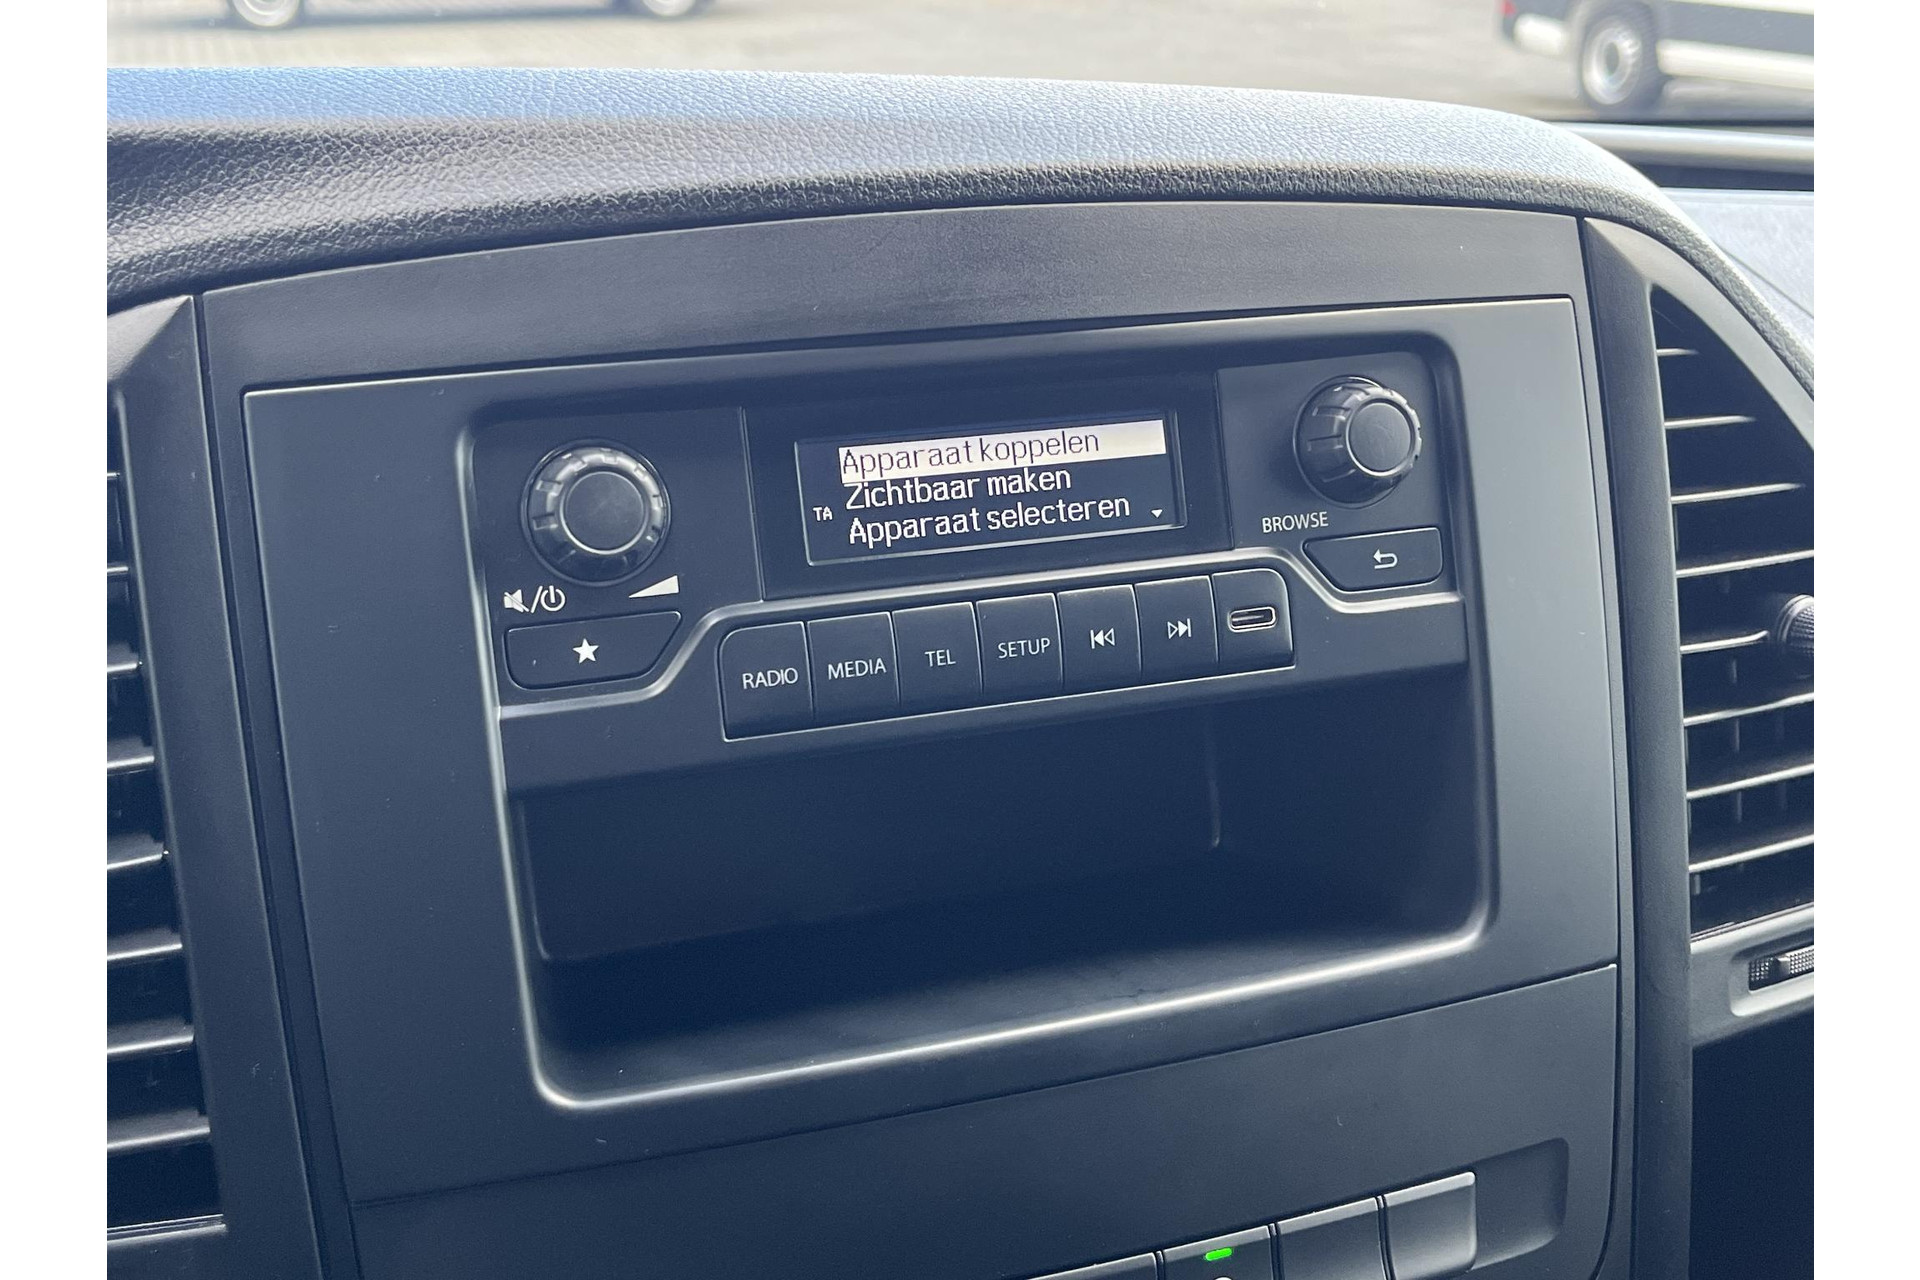 Apparaat koppelen
Zichtbaar maken
TA
Apparaat selecteren
BROWSE
RADIO
MEDIA
TEL
SETUP